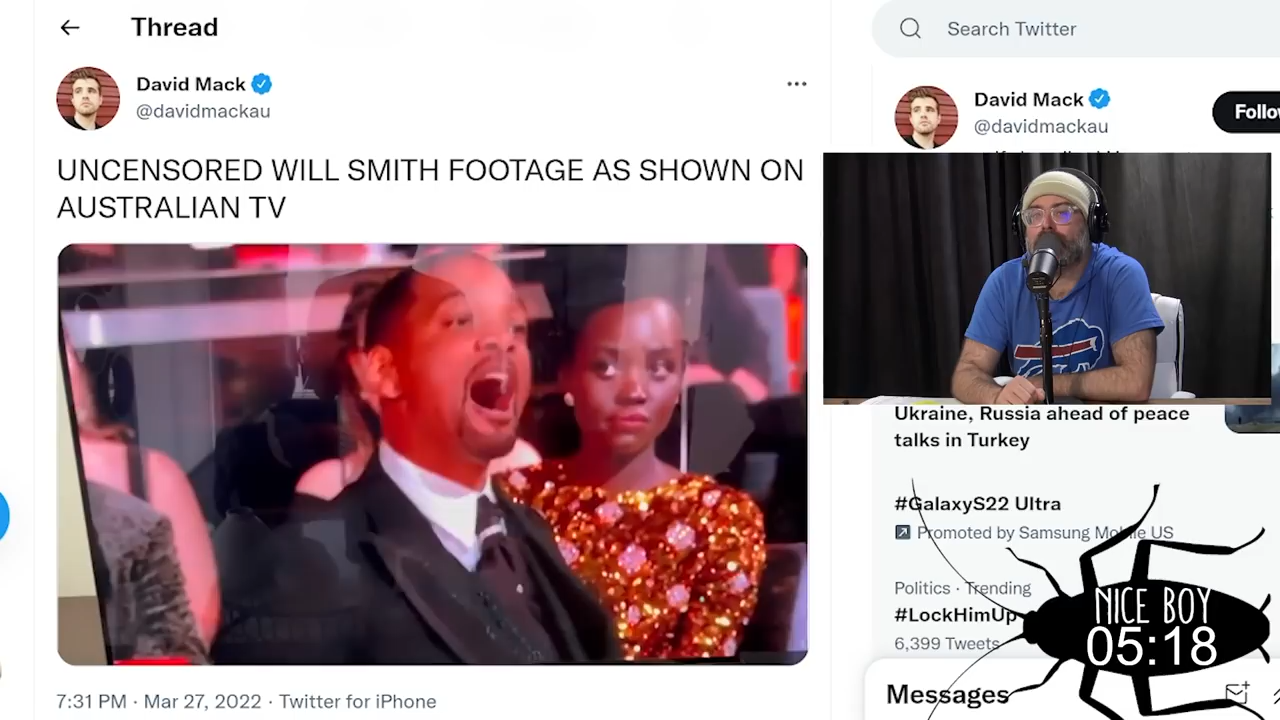 Thread
David Mack
@davidmackau
UNCENSORED WILL SMITH FOOTAGE AS SHOWN ON
AUSTRALIAN TV
7:31 PM · Mar 27, 2022 · Twitter for iPhone
Search Twitter
David Mack
@davidmackau
Follow
Ukraine, Russia ahead of peace
talks in Turkey
#GalaxyS22 Ultra
Promoted by Samsung Mobile US
Politics · Trending
#LockHimUp
6,399 Tweets
NICE BOY
05:18
Messages